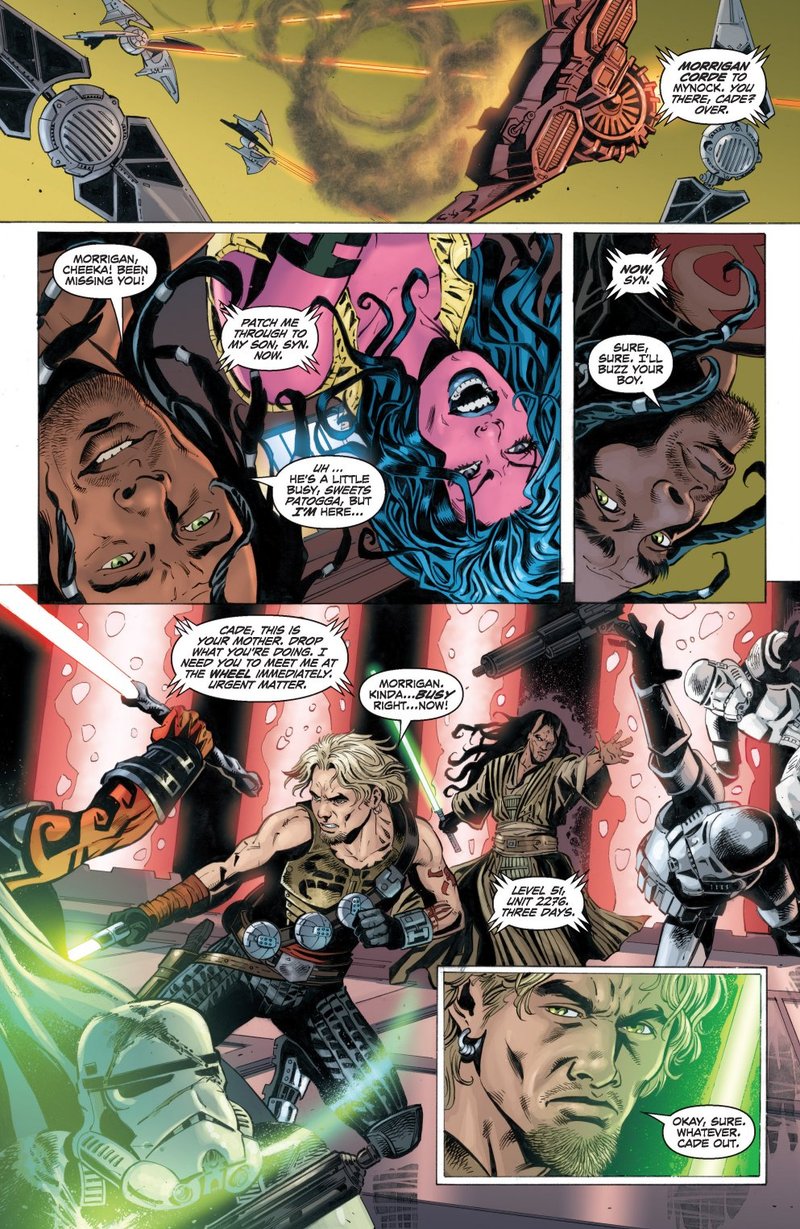 MORRIGAN
CORDE TO
MYNOCK. YOU
THERE, CADE?
OVER.
MORRIGAN,
CHEEKA! BEEN
MISSING YOU!
PATCH ME
THROUGH TO
MY SON, SYN.
NOW.
UH ...
HE'S A LITTLE
BUSY, SWEETS
PATOGGA, BUT
I'M HERE...
NOW,
SYN.
SURE,
SURE. I'LL
BUZZ YOUR
BOY.
CADE, THIS IS
YOUR MOTHER. DROP
WHAT YOU'RE DOING. I
NEED YOU TO MEET ME AT
THE WHEEL IMMEDIATELY.
URGENT MATTER.
MORRIGAN.
KINDA...BUSY
RIGHT...NOW!
LEVEL 51,
UNIT 2276.
THREE DAYS.
OKAY, SURE.
WHATEVER.
CADE OUT.